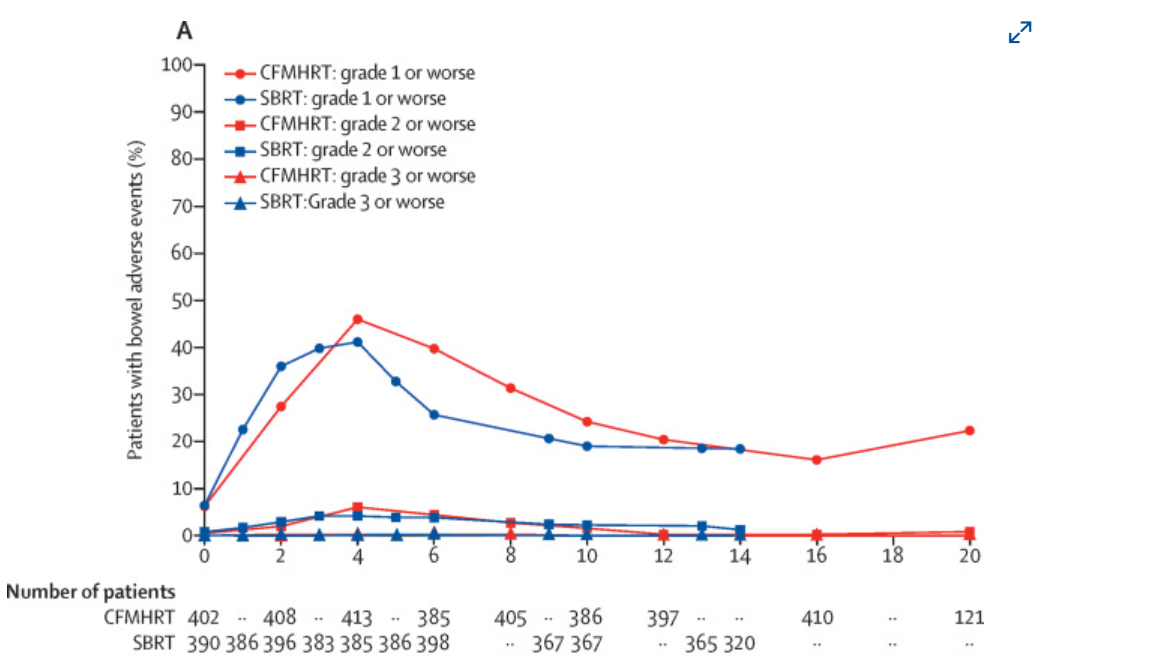 A
100
90
80
70
60
50
40
30
20
10
0
Patients with bowel adverse events (%)
CFMHRT: grade 1 or worse
SBRT: grade 1 or worse
CFMHRT: grade 2 or worse
SBRT: grade 2 or worse
CFMHRT: grade 3 or worse
SBRT:Grade 3 or worse
0 2 4 6 8 10 12 14 16 18 20
Number of patients
CFMHRT 402 ·· 408 ·· 413 ·· 385 405 ·· 386 397 ·· ·· 410 ·· 121
SBRT 390 386 396 383 385 386 398 ·· 367 367 ·· 365 320 ·· ·· ··